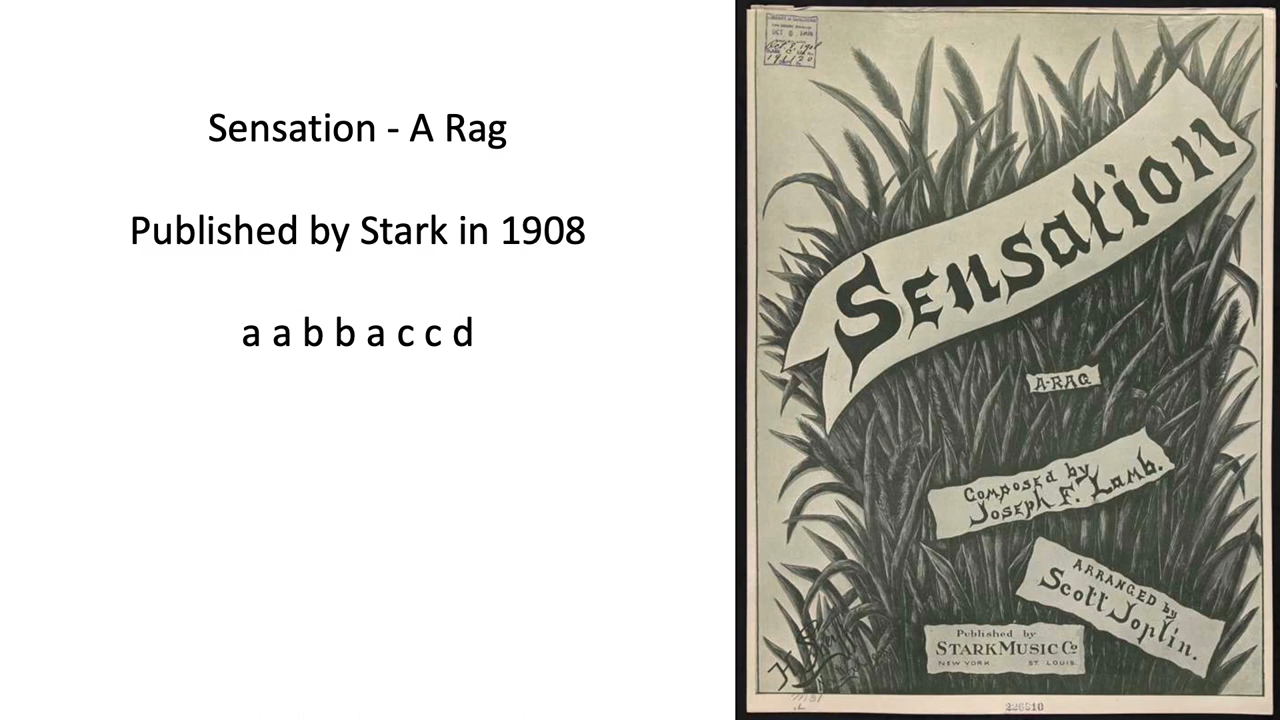 Sensation - A Rag
Published by Stark in 1908
a a b b a c c d
Sensation
A-RAG
Composed by
Joseph F. Lamb.
ARRANGED by
Scott Joplin.
Published by
STARK MUSIC Co
NEW YORK ST. LOUIS.
226510